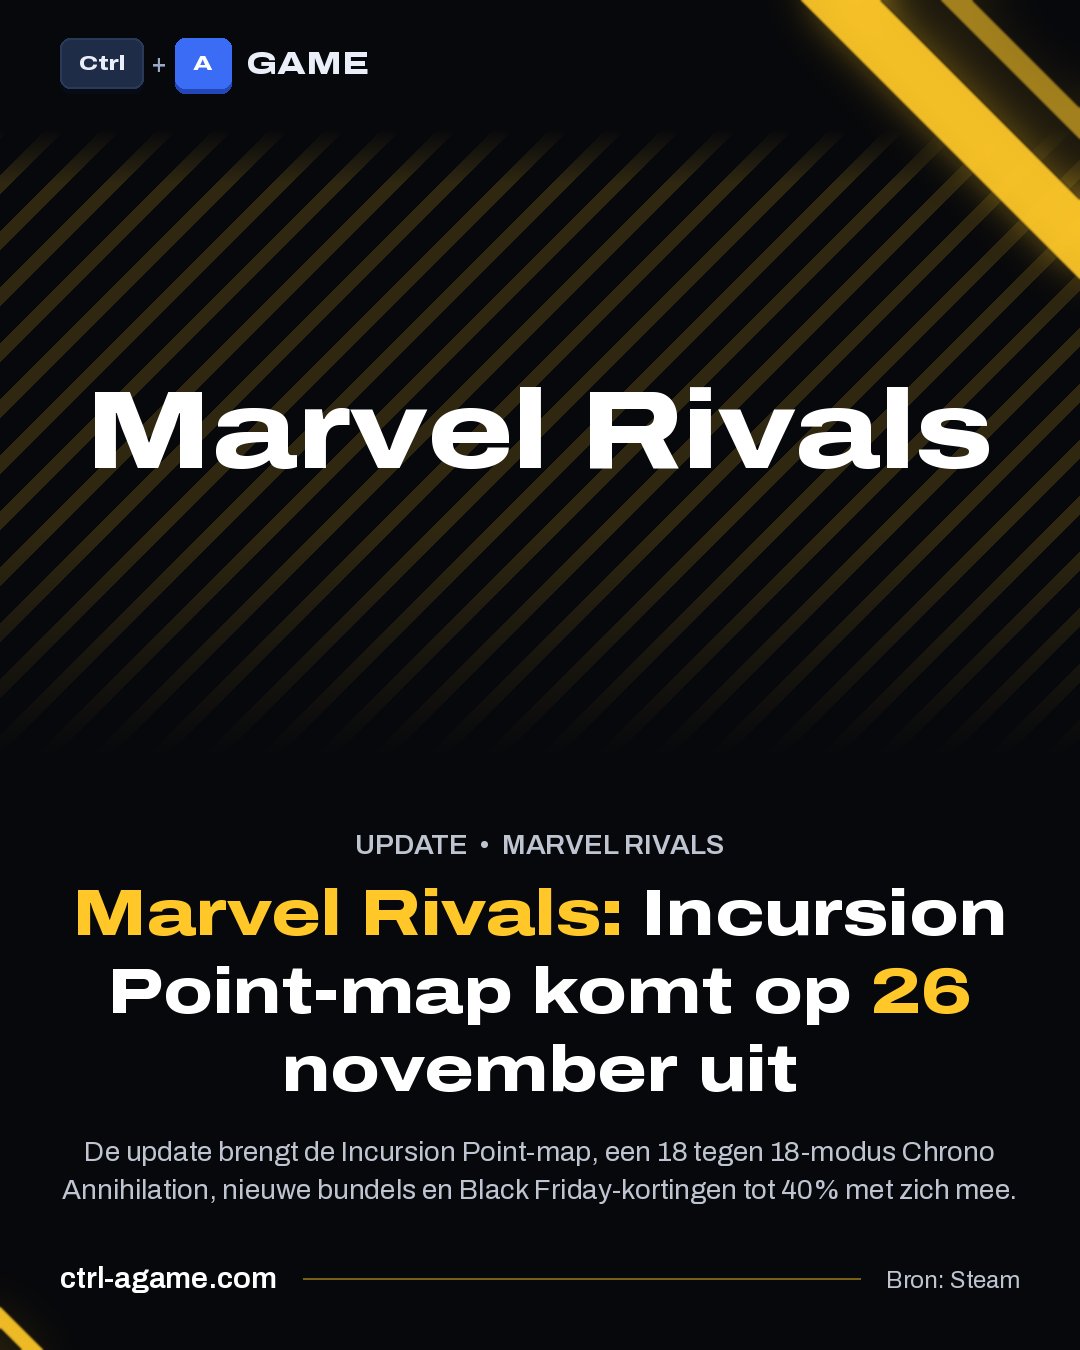 Ctrl + A GAME
Marvel Rivals
UPDATE • MARVEL RIVALS
Marvel Rivals: Incursion
Point-map komt op 26
november uit
De update brengt de Incursion Point-map, een 18 tegen 18-modus Chrono
Annihilation, nieuwe bundels en Black Friday-kortingen tot 40% met zich mee.
ctrl-agame.com
Bron: Steam